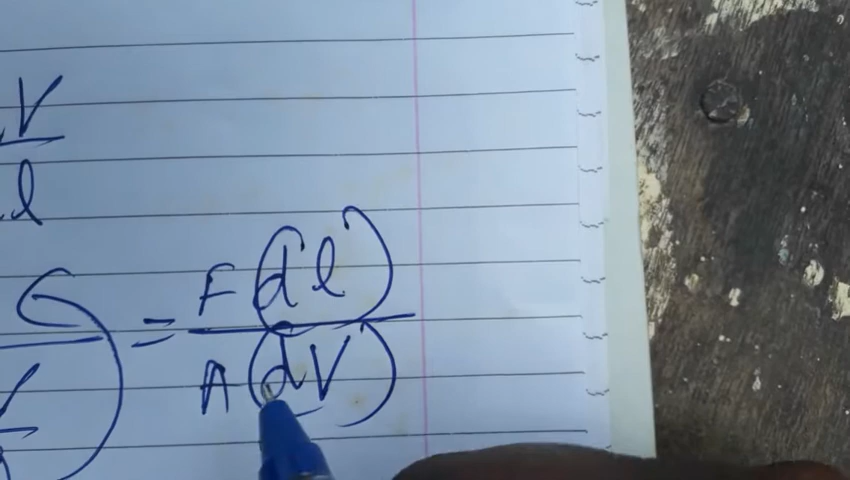 V
l
= F(dl)
A(dV)